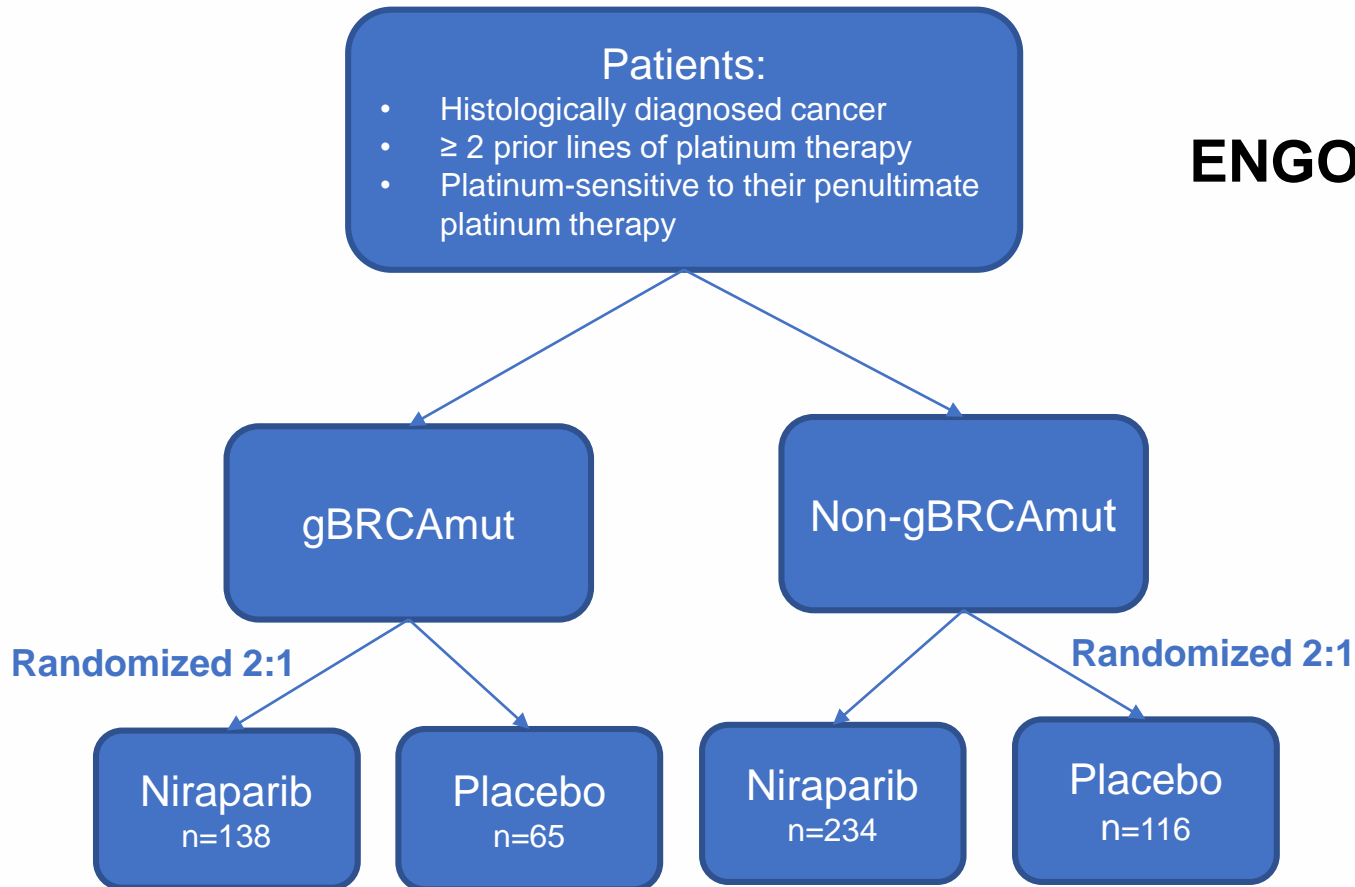 Patients:
• Histologically diagnosed cancer
• ≥ 2 prior lines of platinum therapy
• Platinum-sensitive to their penultimate
platinum therapy
ENGO
gBRCAmut
Non-gBRCAmut
Randomized 2:1
Randomized 2:1
Niraparib
n=138
Placebo
n=65
Niraparib
n=234
Placebo
n=116